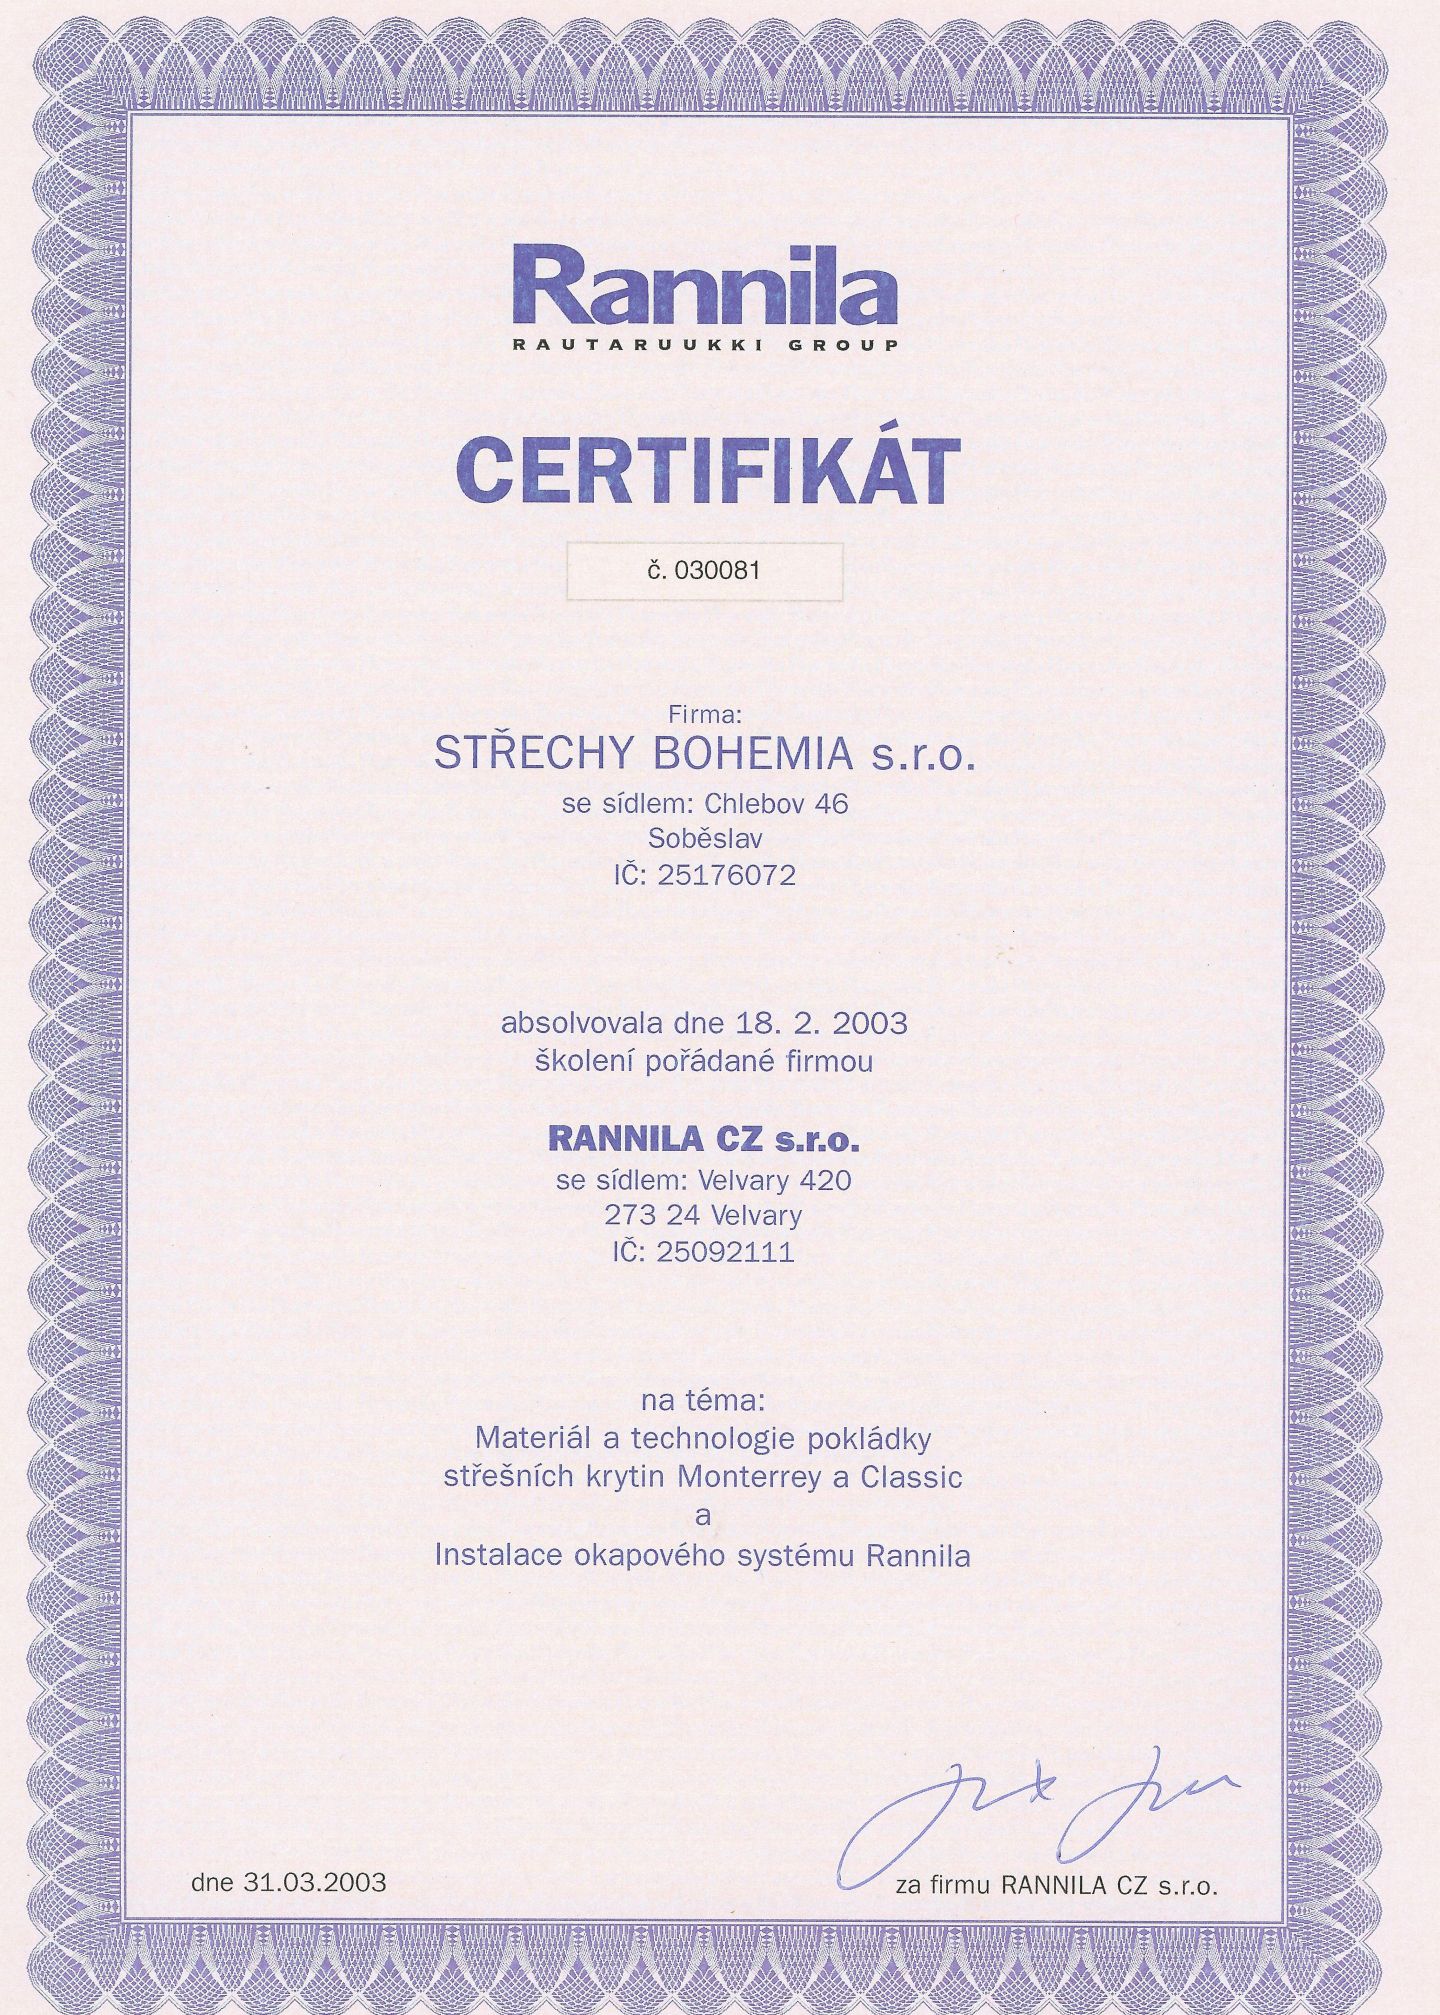 Rannila
RAUTARUUKKI GROUP
CERTIFIKÁT
č. 030081
Firma:
STŘECHY BOHEMIA s.r.o.
se sídlem: Chlebov 46
Soběslav
IČ: 25176072
absolvovala dne 18. 2. 2003
školení pořádané firmou
RANNILA CZ s.r.o.
se sídlem: Velvary 420
273 24 Velvary
IČ: 25092111
na téma:
Materiál a technologie pokládky
střešních krytin Monterrey a Classic
a
Instalace okapového systému Rannila
dne 31.03.2003
za firmu RANNILA CZ s.r.o.